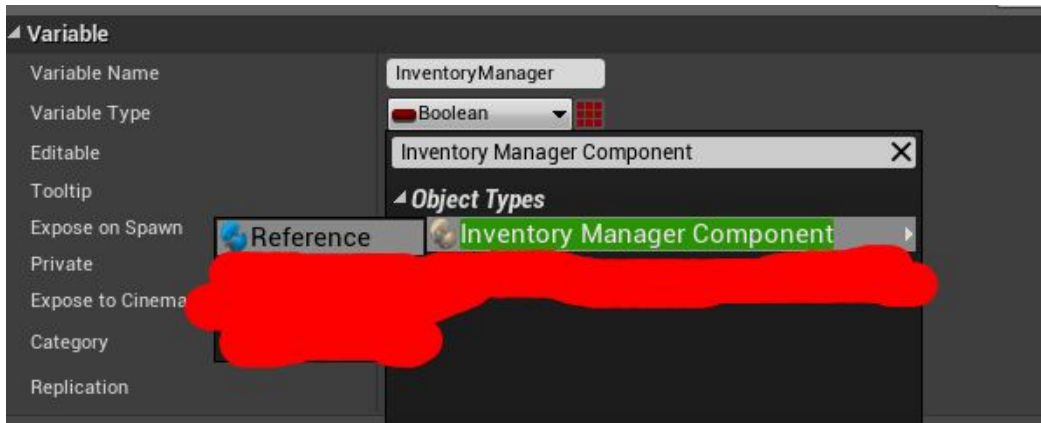 Variable
Variable Name InventoryManager
Variable Type Boolean
Editable Inventory Manager Component
Tooltip Object Types
Expose on Spawn Reference Inventory Manager Component
Private
Expose to Cinema
Category
Replication